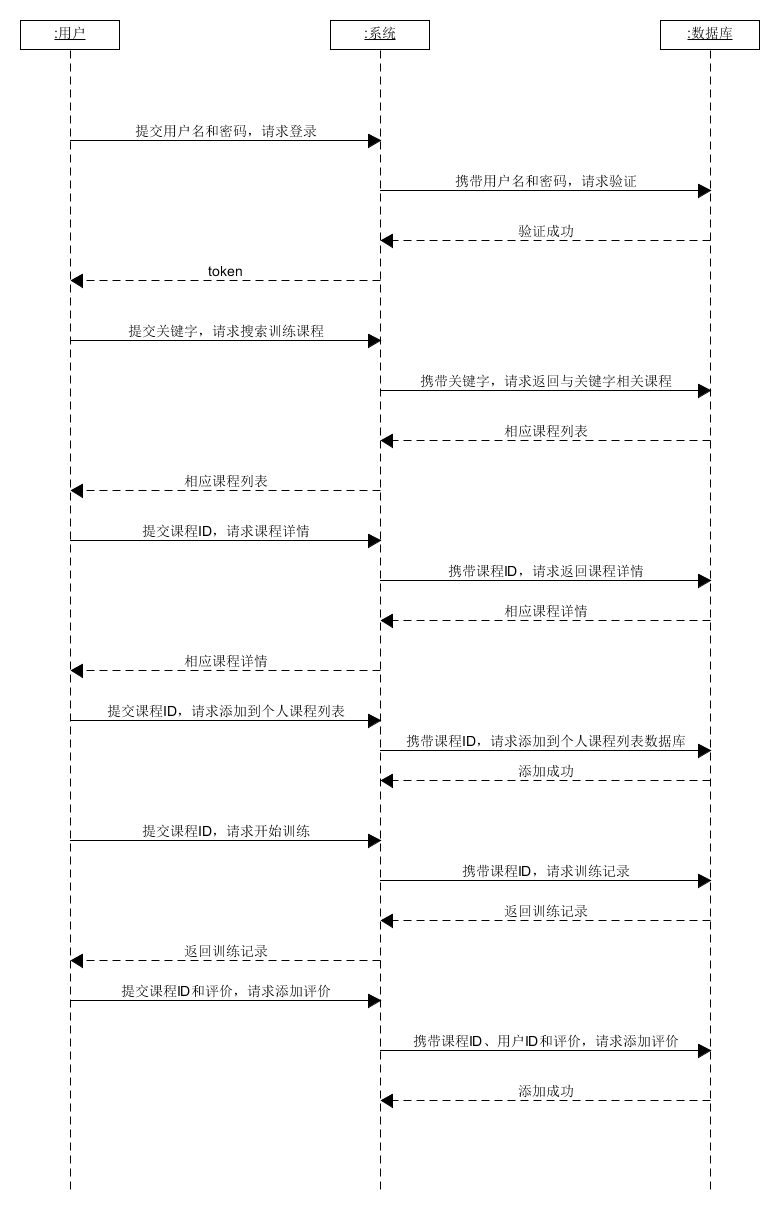 :用户
:系统
:数据库
提交用户名和密码，请求登录
携带用户名和密码，请求验证
验证成功
token
提交关键字，请求搜索训练课程
携带关键字，请求返回与关键字相关课程
相应课程列表
相应课程列表
提交课程ID，请求课程详情
携带课程ID，请求返回课程详情
相应课程详情
相应课程详情
提交课程ID，请求添加到个人课程列表
携带课程ID，请求添加到个人课程列表数据库
添加成功
提交课程ID，请求开始训练
携带课程ID，请求训练记录
返回训练记录
返回训练记录
提交课程ID和评价，请求添加评价
携带课程ID、用户ID和评价，请求添加评价
添加成功